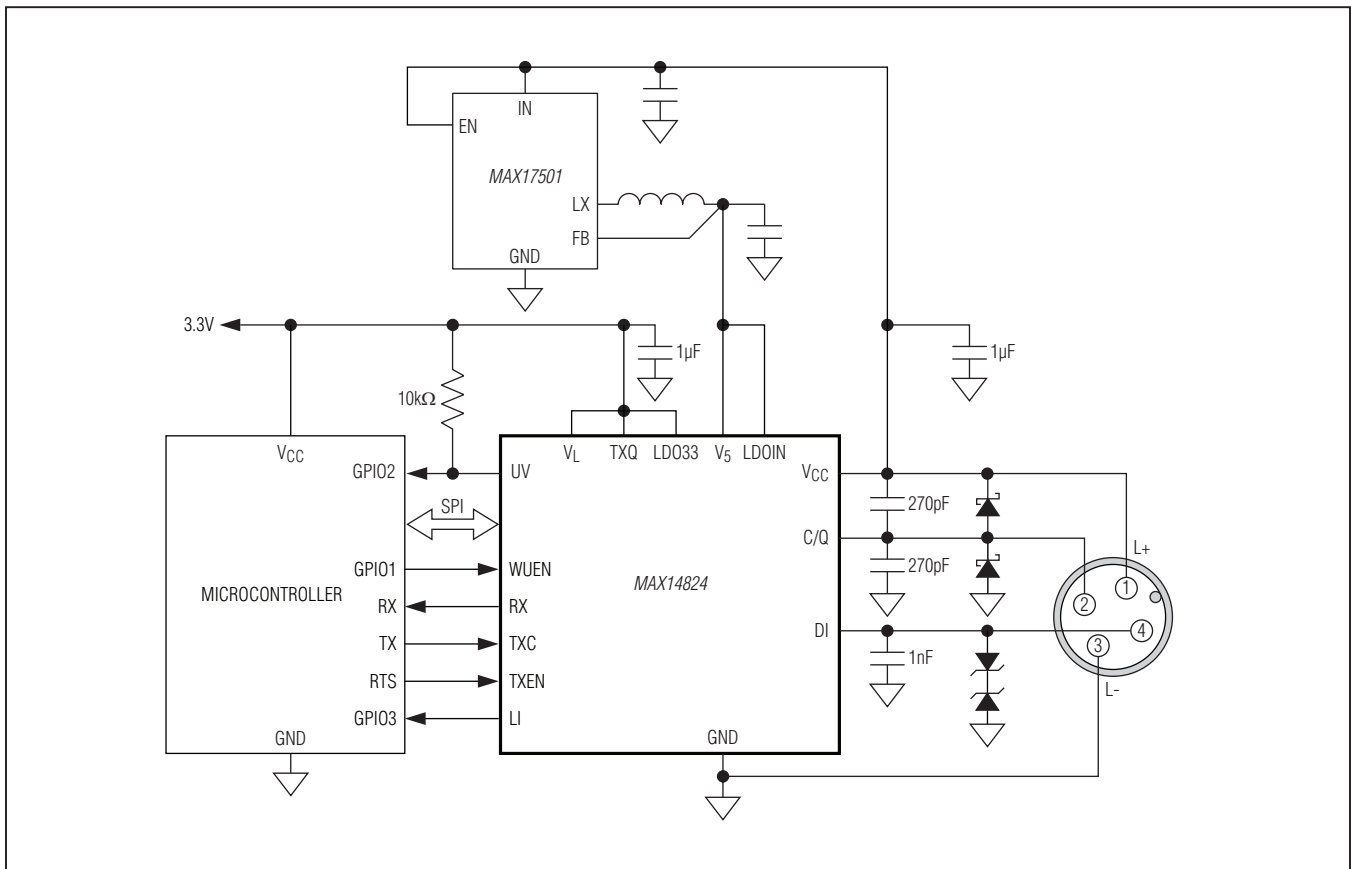 IN
EN
MAX17501
LX
FB
GND
3.3V
1µF
1µF
10kΩ
VCC
VL TXQ LDO33 V5 LDOIN
GPIO2
UV
VCC
SPI
270pF
C/Q
L+
GPIO1
WUEN
270pF
MICROCONTROLLER
MAX14824
1
2
RX
RX
DI
4
TX
TXC
3
1nF
RTS
TXEN
L-
GPIO3
LI
GND
GND